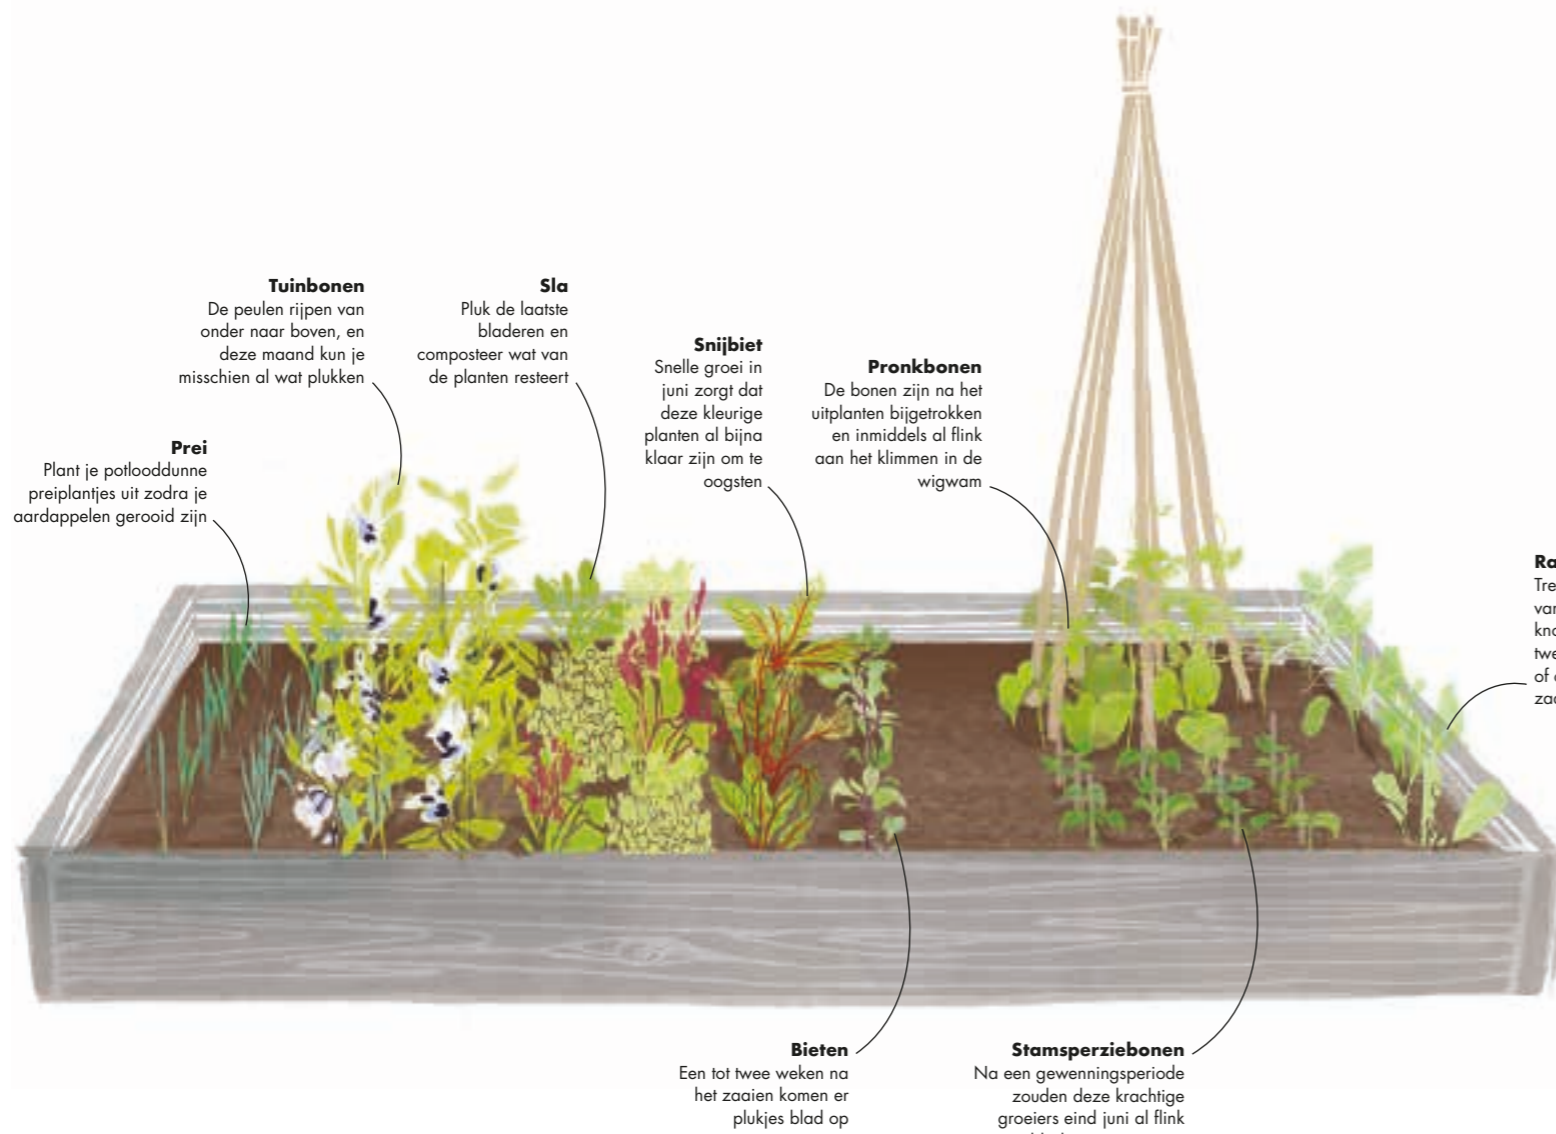 Tuinbonen
De peulen rijpen van
onder naar boven, en
deze maand kun je
misschien al wat plukken
Sla
Pluk de laatste
bladeren en
composteer wat van
de planten resteert
Snijbiet
Snelle groei in
juni zorgt dat
deze kleurige
planten al bijna
klaar zijn om te
oogsten
Pronkbonen
De bonen zijn na het
uitplanten bijgetrokken
en inmiddels al flink
aan het klimmen in de
wigwam
Prei
Plant je potlooddunne
preiplantjes uit zodra je
aardappelen gerooid zijn
Bieten
Een tot twee weken na
het zaaien komen er
plukjes blad op
Stamsperziebonen
Na een gewenningsperiode
zouden deze krachtige
groeiers eind juni al flink